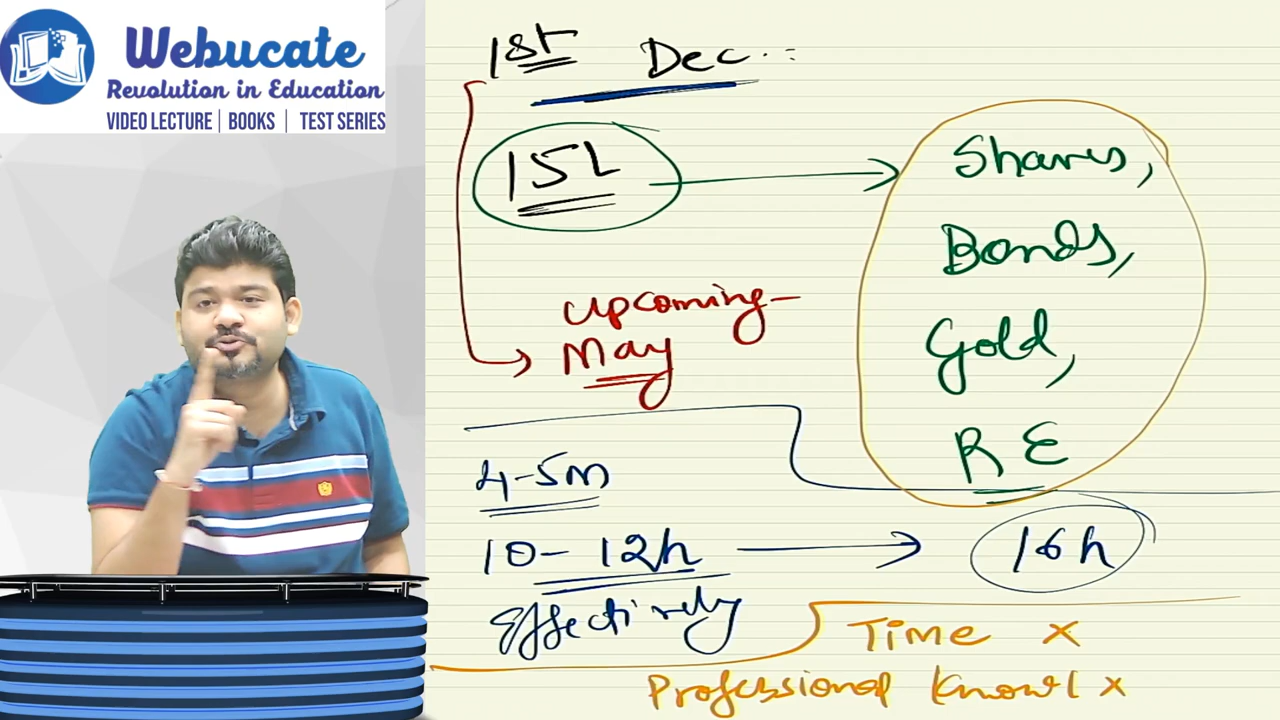 Webucate
Revolution in Education
VIDEO LECTURE | BOOKS | TEST SERIES
1st Dec
15L
Shares,
Bonds,
Gold,
RE
Upcoming
May
4-5m
10-12h
16h
Effectively
Time x
Professional Knowl x